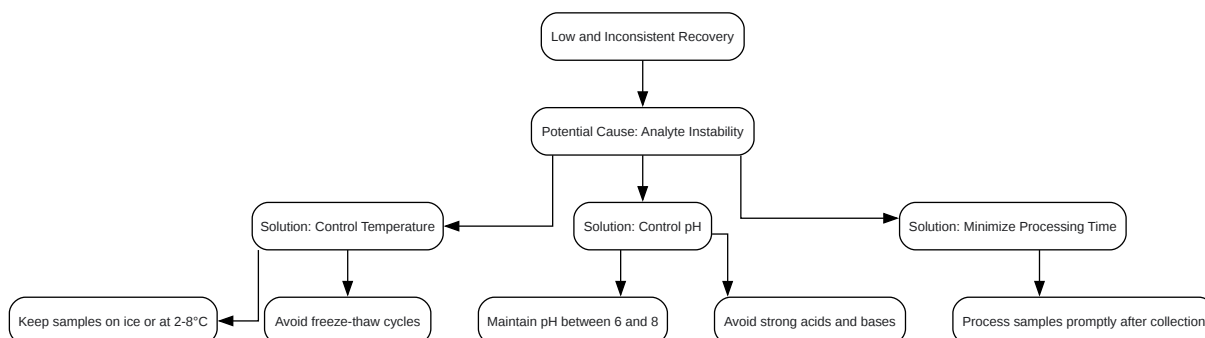 Low and Inconsistent Recovery
Potential Cause: Analyte Instability
Solution: Control Temperature
Solution: Control pH
Solution: Minimize Processing Time
Keep samples on ice or at 2-8°C
Avoid freeze-thaw cycles
Maintain pH between 6 and 8
Avoid strong acids and bases
Process samples promptly after collection